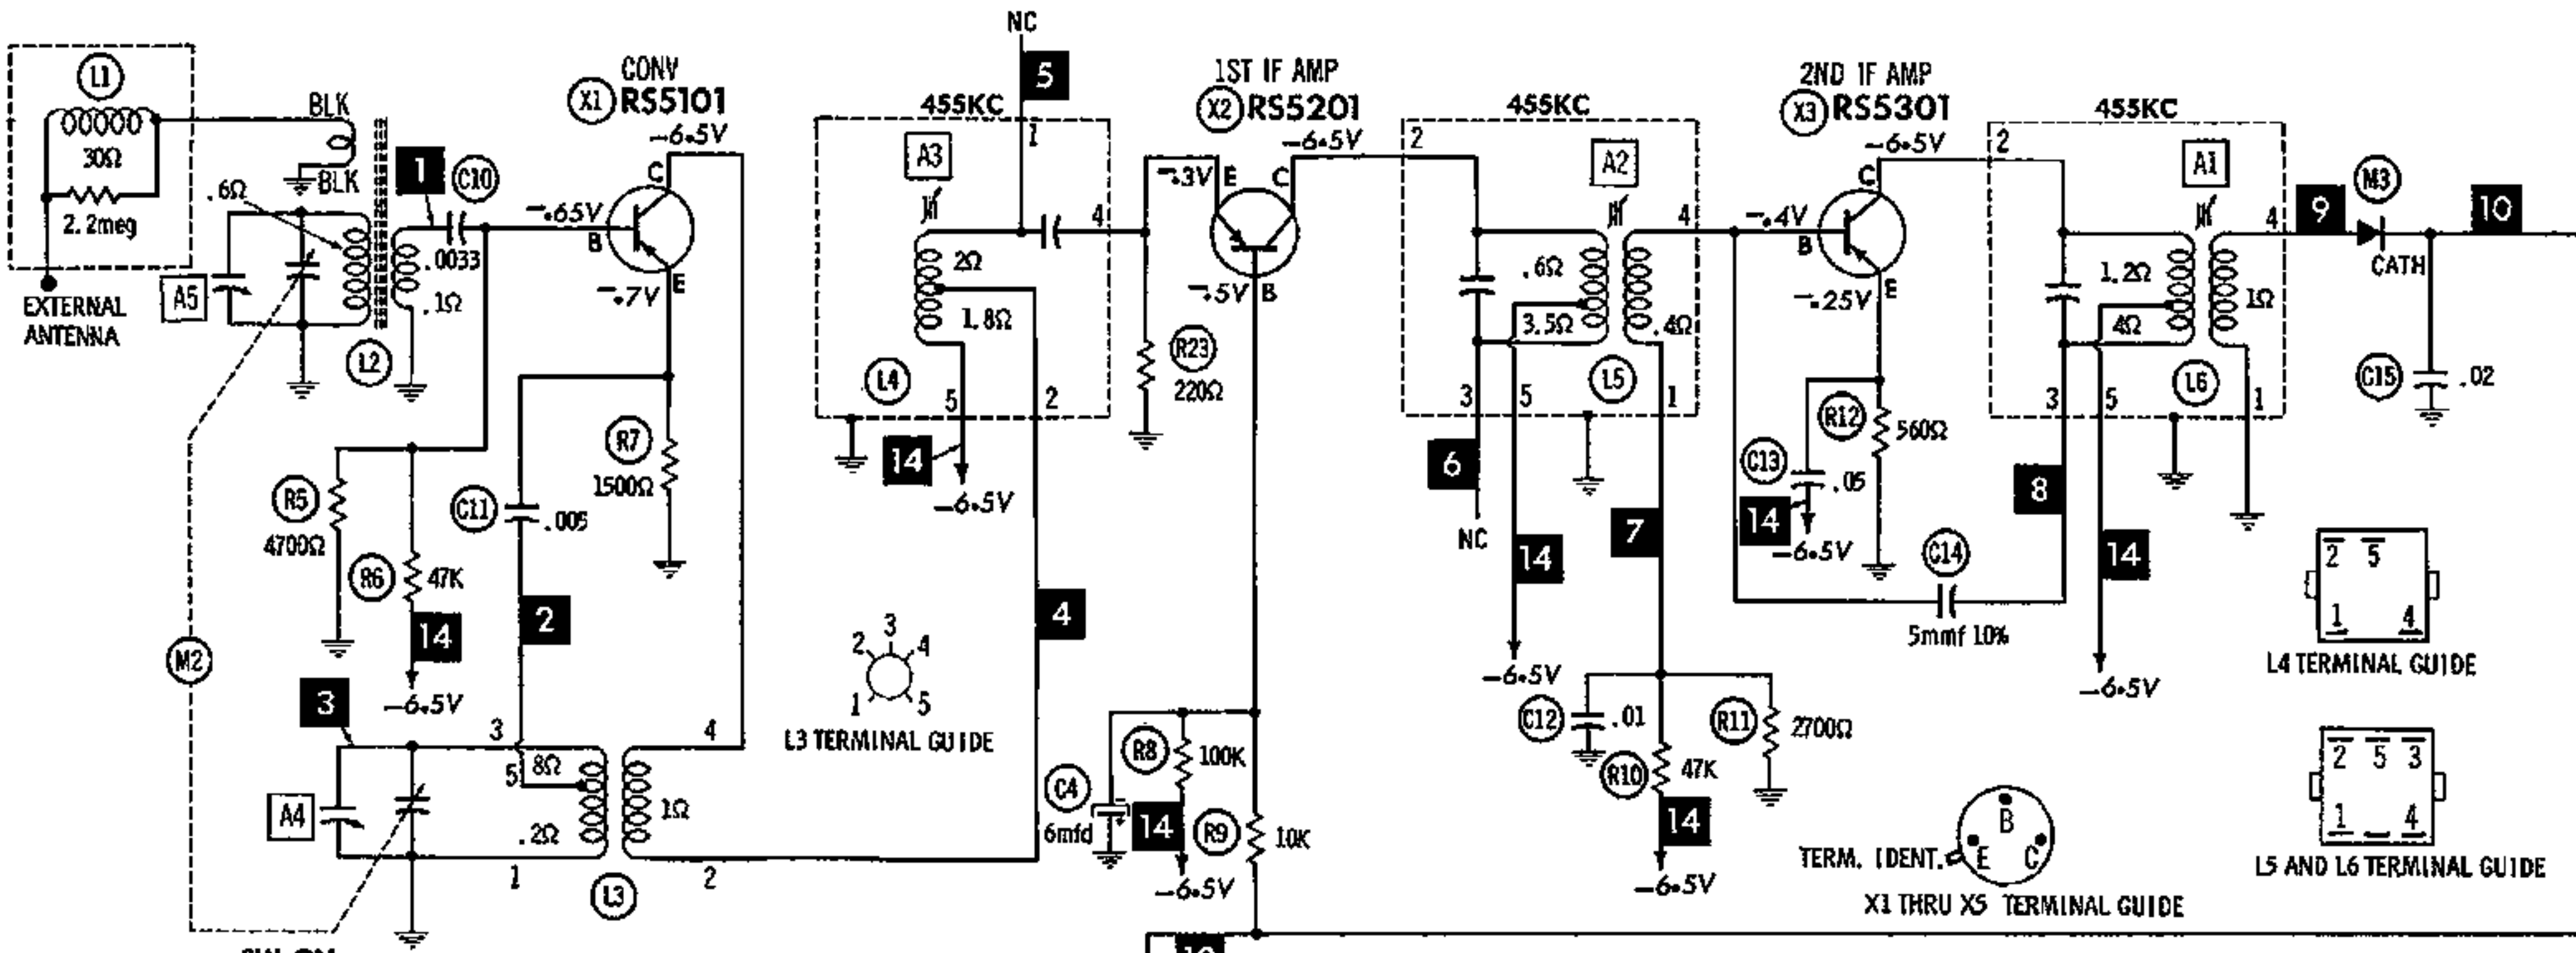 NC
5
L1
30Ω
2.2meg
EXTERNAL
ANTENNA
BLK
BLK
.6Ω
A5
L2
1
C10
.0033
.1Ω
CONV
X1 RS5101
-6.5V
C
-.65V
B
-.7V
E
R5
4700Ω
R6
47K
14
-6.5V
C11
.005
R7
1500Ω
M2
2
3
A4
3
5
8Ω
.2Ω
1
4
1Ω
2
L3
455KC
A3
1
2Ω
1.8Ω
4
L4
5
2
14
-6.5V
4
2 3 4
1 5
L3 TERMINAL GUIDE
1ST IF AMP
X2 RS5201
-6.5V
-.3V
E
C
-.5V
B
R23
220Ω
C4
6mfd
R8
100K
14
-6.5V
R9
10K
455KC
2
A2
.6Ω
3.5Ω
.4Ω
4
L5
3
5
1
6
NC
14
-6.5V
7
C12
.01
R10
47K
14
-6.5V
R11
2700Ω
2ND IF AMP
X3 RS5301
-6.5V
C
-.4V
B
-.25V
E
C13
.05
14
-6.5V
R12
560Ω
C14
5mmf 10%
455KC
2
A1
1.2Ω
4Ω
1Ω
4
L6
3
5
1
8
14
-6.5V
9
M3
CATH
10
C15
.02
2 5
1 4
L4 TERMINAL GUIDE
2 5 3
1 4
L5 AND L6 TERMINAL GUIDE
B
E C
TERM. IDENT.
X1 THRU X5 TERMINAL GUIDE